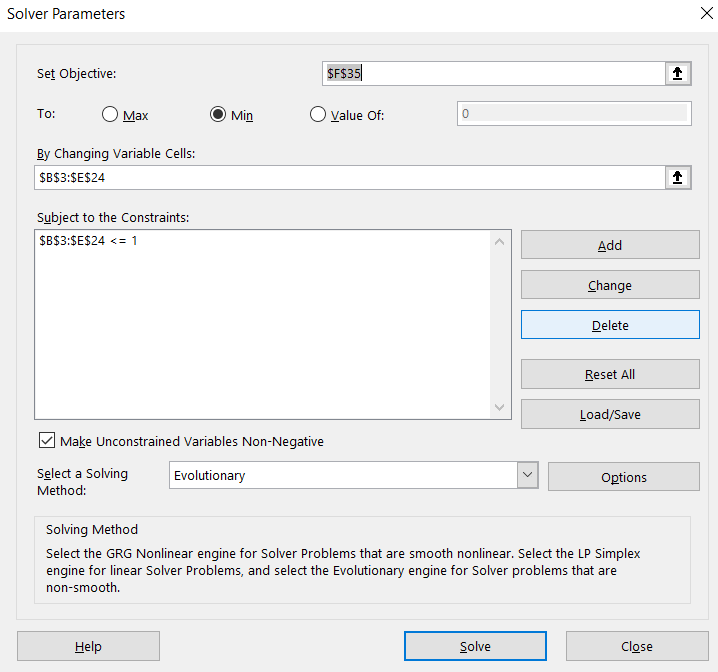 Solver Parameters
Set Objective:
$F$35
To:
Max
Min
Value Of:
0
By Changing Variable Cells:
$B$3:$E$24
Subject to the Constraints:
$B$3:$E$24 <= 1
Add
Change
Delete
Reset All
Load/Save
Make Unconstrained Variables Non-Negative
Select a Solving
Method:
Evolutionary
Options
Solving Method
Select the GRG Nonlinear engine for Solver Problems that are smooth nonlinear. Select the LP Simplex
engine for linear Solver Problems, and select the Evolutionary engine for Solver problems that are
non-smooth.
Help
Solve
Close